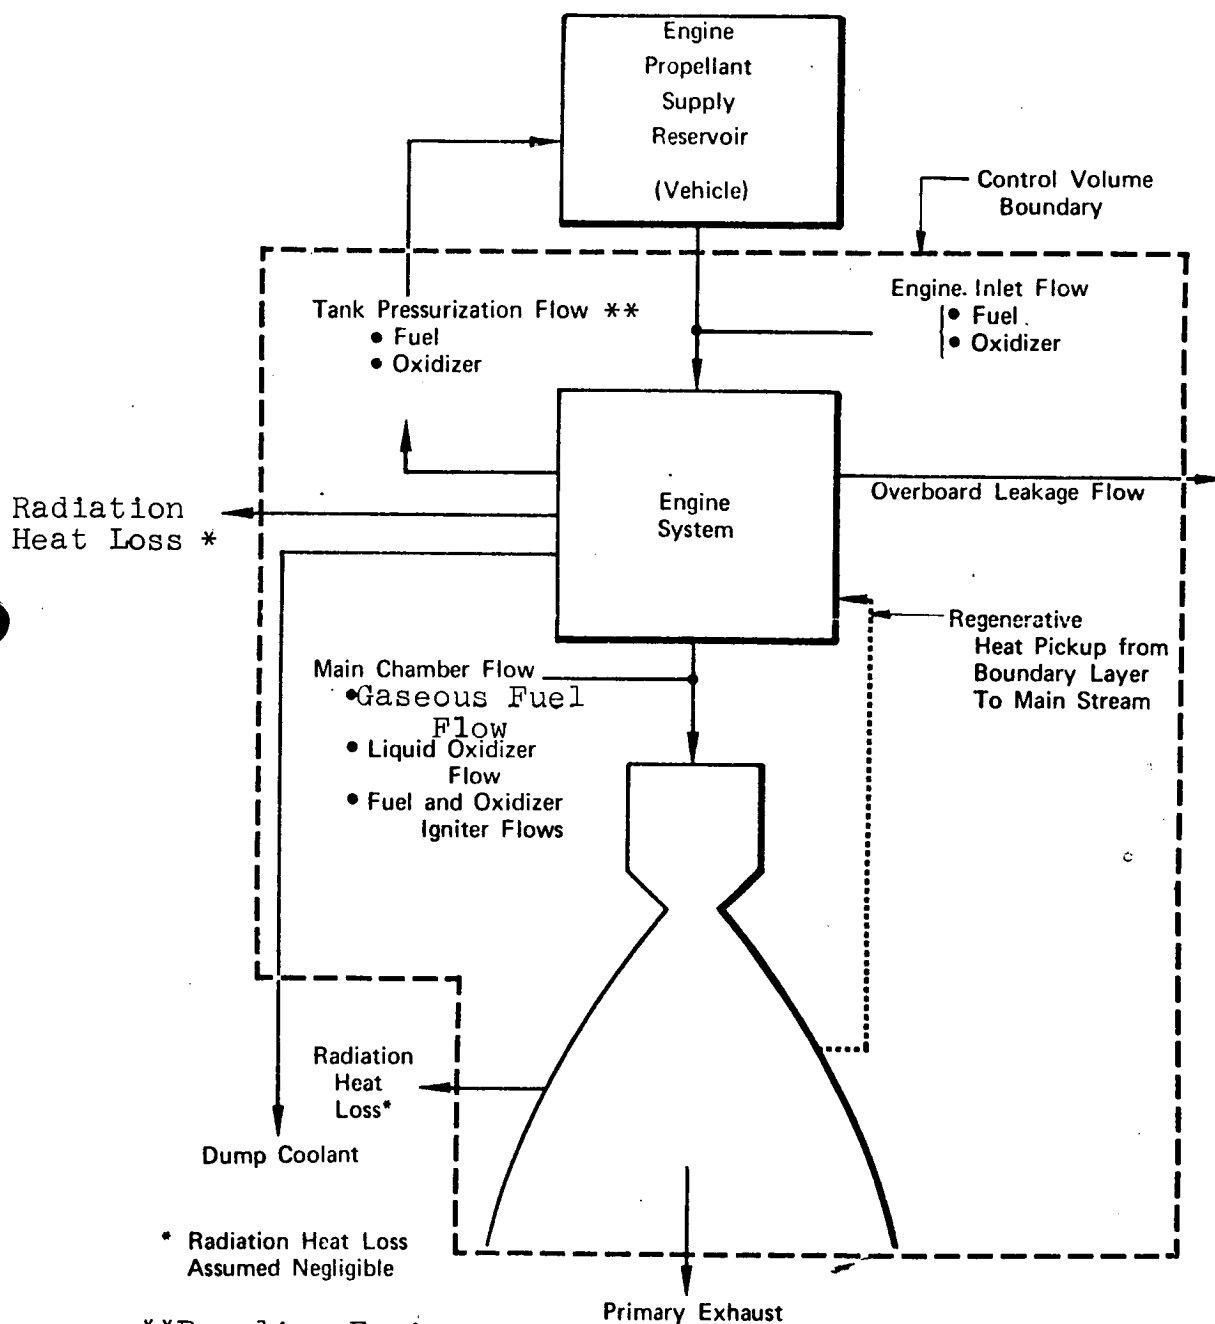 Engine
Propellant
Supply
Reservoir
(Vehicle)
Control Volume
Boundary
Tank Pressurization Flow **
• Fuel
• Oxidizer
Engine. Inlet Flow
• Fuel
• Oxidizer
Engine
System
Overboard Leakage Flow
Radiation
Heat Loss *
Regenerative
Heat Pickup from
Boundary Layer
To Main Stream
Main Chamber Flow
•Gaseous Fuel
Flow
• Liquid Oxidizer
Flow
• Fuel and Oxidizer
Igniter Flows
Radiation
Heat
Loss*
Dump Coolant
* Radiation Heat Loss
Assumed Negligible
Primary Exhaust